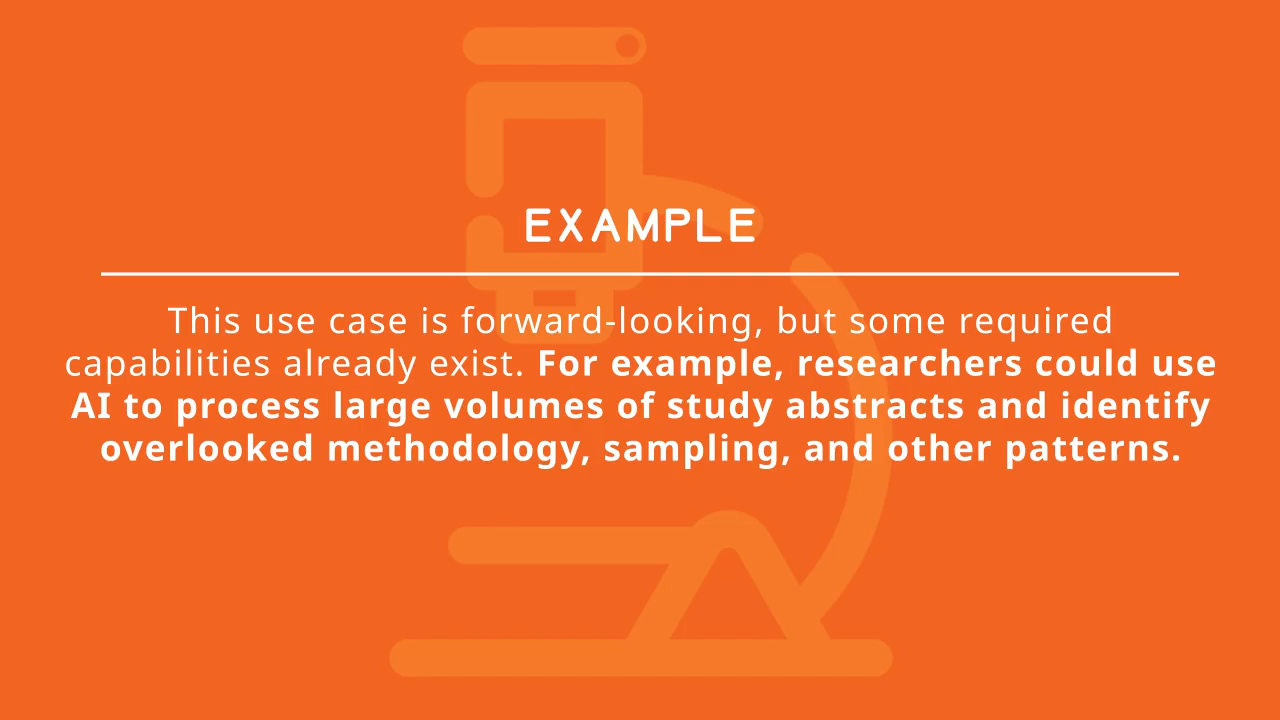 EXAMPLE
This use case is forward-looking, but some required
capabilities already exist. For example, researchers could use
AI to process large volumes of study abstracts and identify
overlooked methodology, sampling, and other patterns.